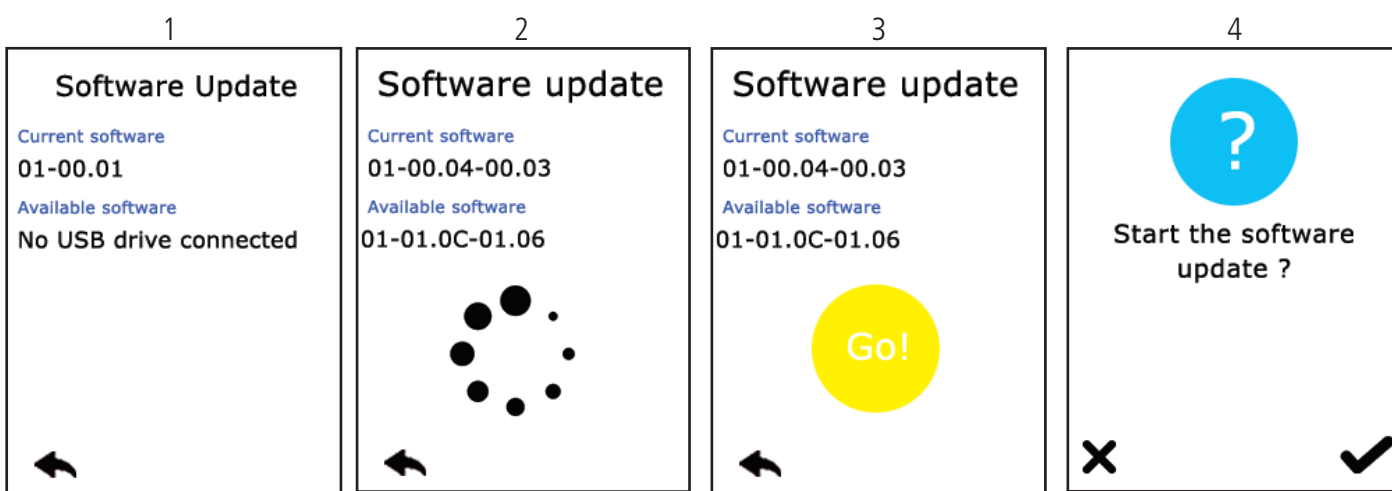 1
Software Update
Current software
01-00.01
Available software
No USB drive connected
2
Software update
Current software
01-00.04-00.03
Available software
01-01.0C-01.06
3
Software update
Current software
01-00.04-00.03
Available software
01-01.0C-01.06
Go!
4
?
Start the software
update ?